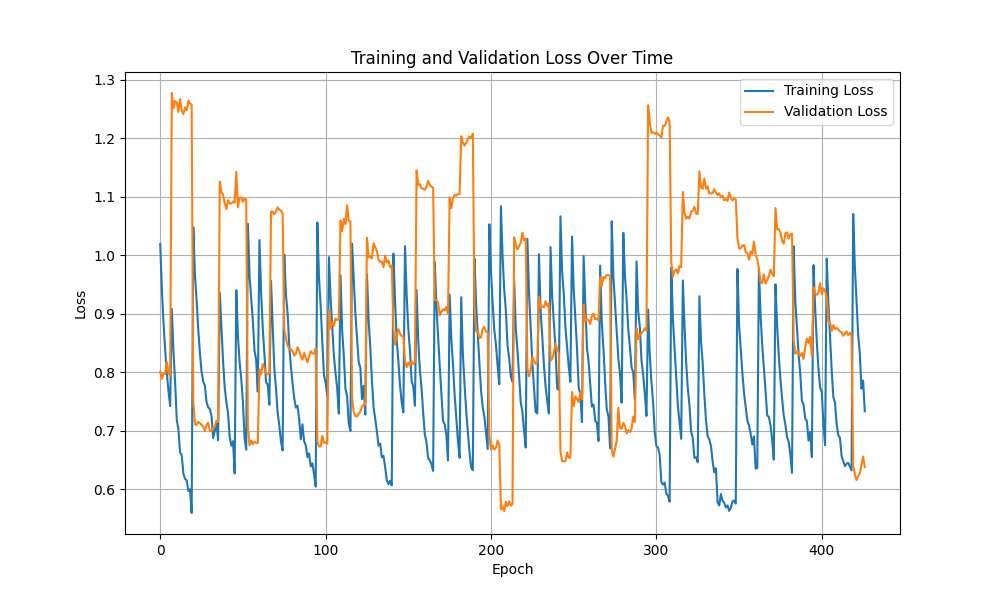 Training and Validation Loss Over Time
Training Loss
Validation Loss
Loss
1.3
1.2
1.1
1.0
0.9
0.8
0.7
0.6
0
100
200
300
400
Epoch